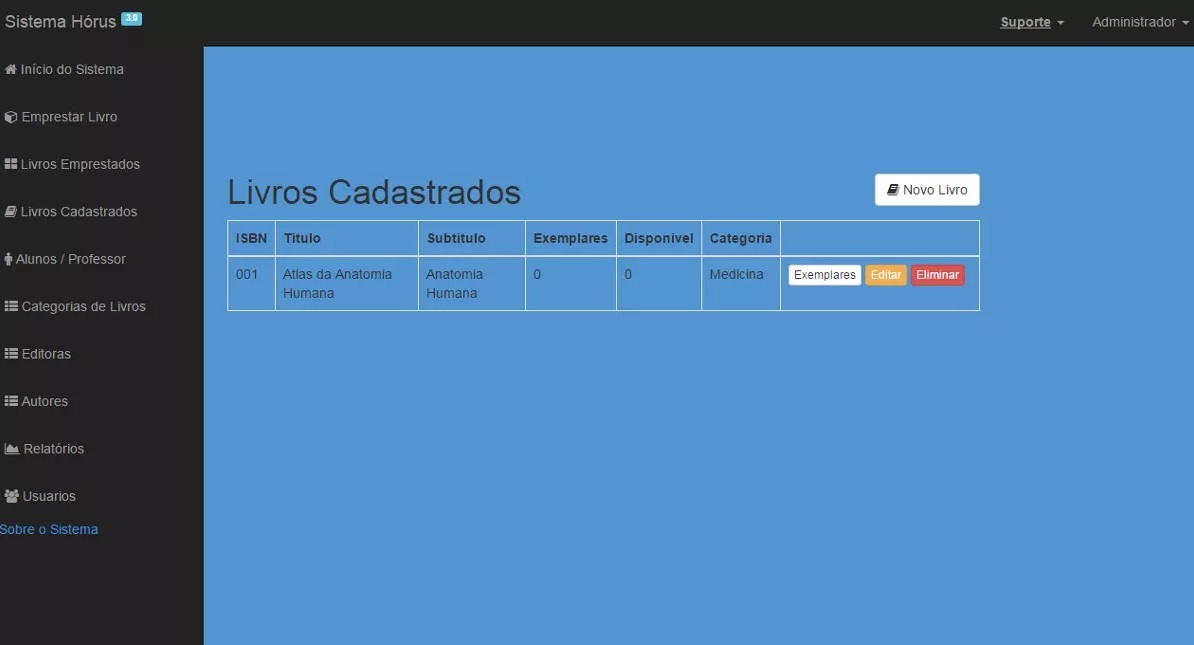 Sistema Hórus 3.0
Suporte
Administrador
Início do Sistema
Emprestar Livro
Livros Emprestados
Livros Cadastrados
Alunos / Professor
Categorias de Livros
Editoras
Autores
Relatórios
Usuarios
Sobre o Sistema
Livros Cadastrados
Novo Livro
ISBN Titulo Subtitulo Exemplares Disponivel Categoria
001 Atlas da Anatomia Anatomia 0 0 Medicina Exemplares Editar Eliminar
Humana Humana